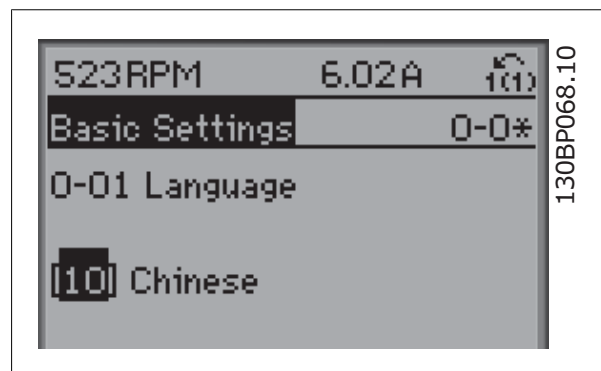 523RPM 6.02A 1(1)
Basic Settings 0-0*
0-01 Language
[10] Chinese
130BP068.10